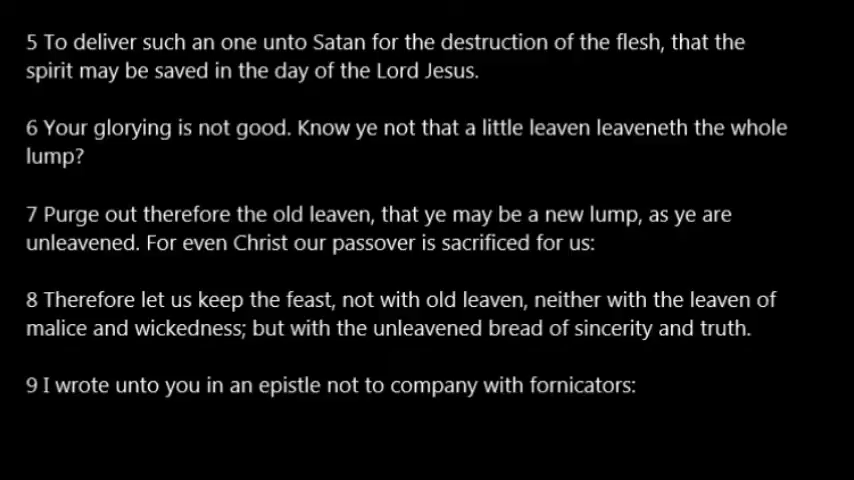 5 To deliver such an one unto Satan for the destruction of the flesh, that the
spirit may be saved in the day of the Lord Jesus.
6 Your glorying is not good. Know ye not that a little leaven leaveneth the whole
lump?
7 Purge out therefore the old leaven, that ye may be a new lump, as ye are
unleavened. For even Christ our passover is sacrificed for us:
8 Therefore let us keep the feast, not with old leaven, neither with the leaven of
malice and wickedness; but with the unleavened bread of sincerity and truth.
9 I wrote unto you in an epistle not to company with fornicators: